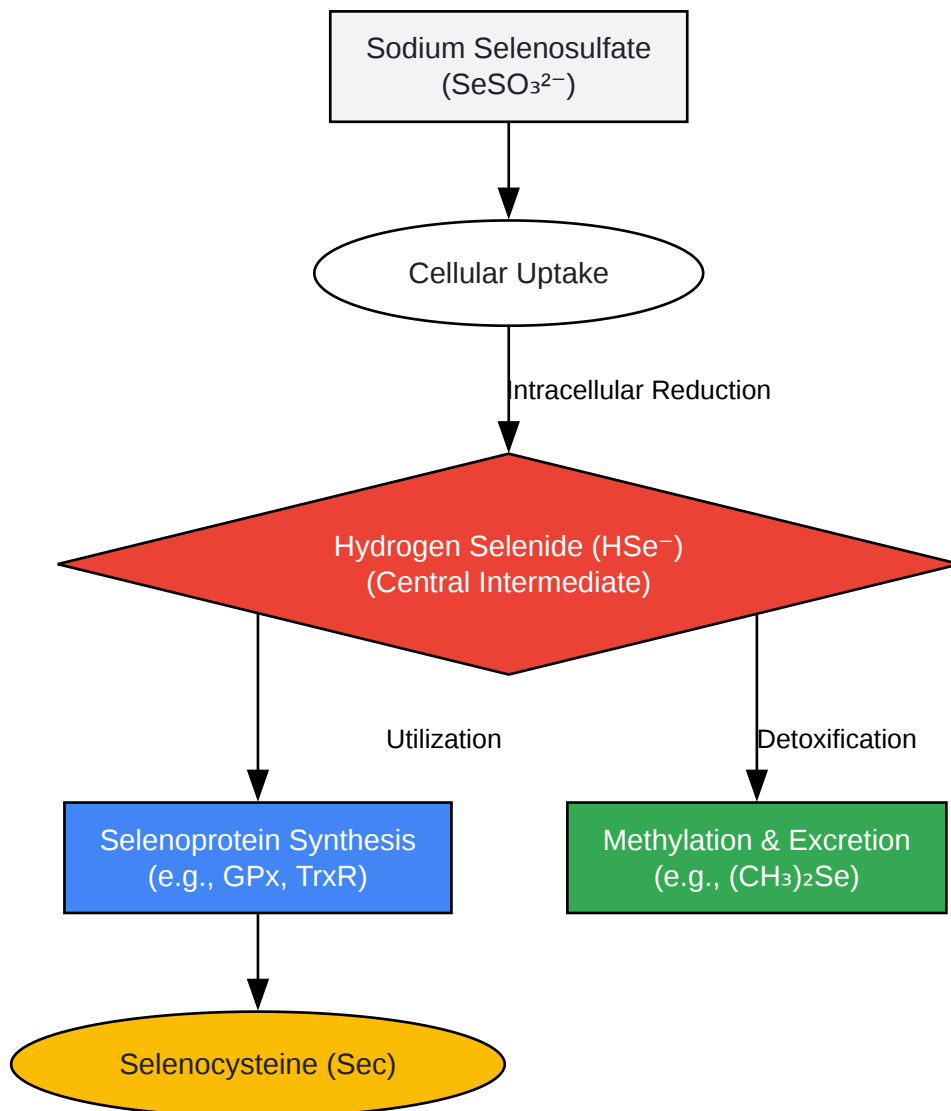 Sodium Selenosulfate
(SeSO₃²⁻)
Cellular Uptake
Intracellular Reduction
Hydrogen Selenide (HSe⁻)
(Central Intermediate)
Utilization
Detoxification
Selenoprotein Synthesis
(e.g., GPx, TrxR)
Methylation & Excretion
(e.g., (CH₃)₂Se)
Selenocysteine (Sec)